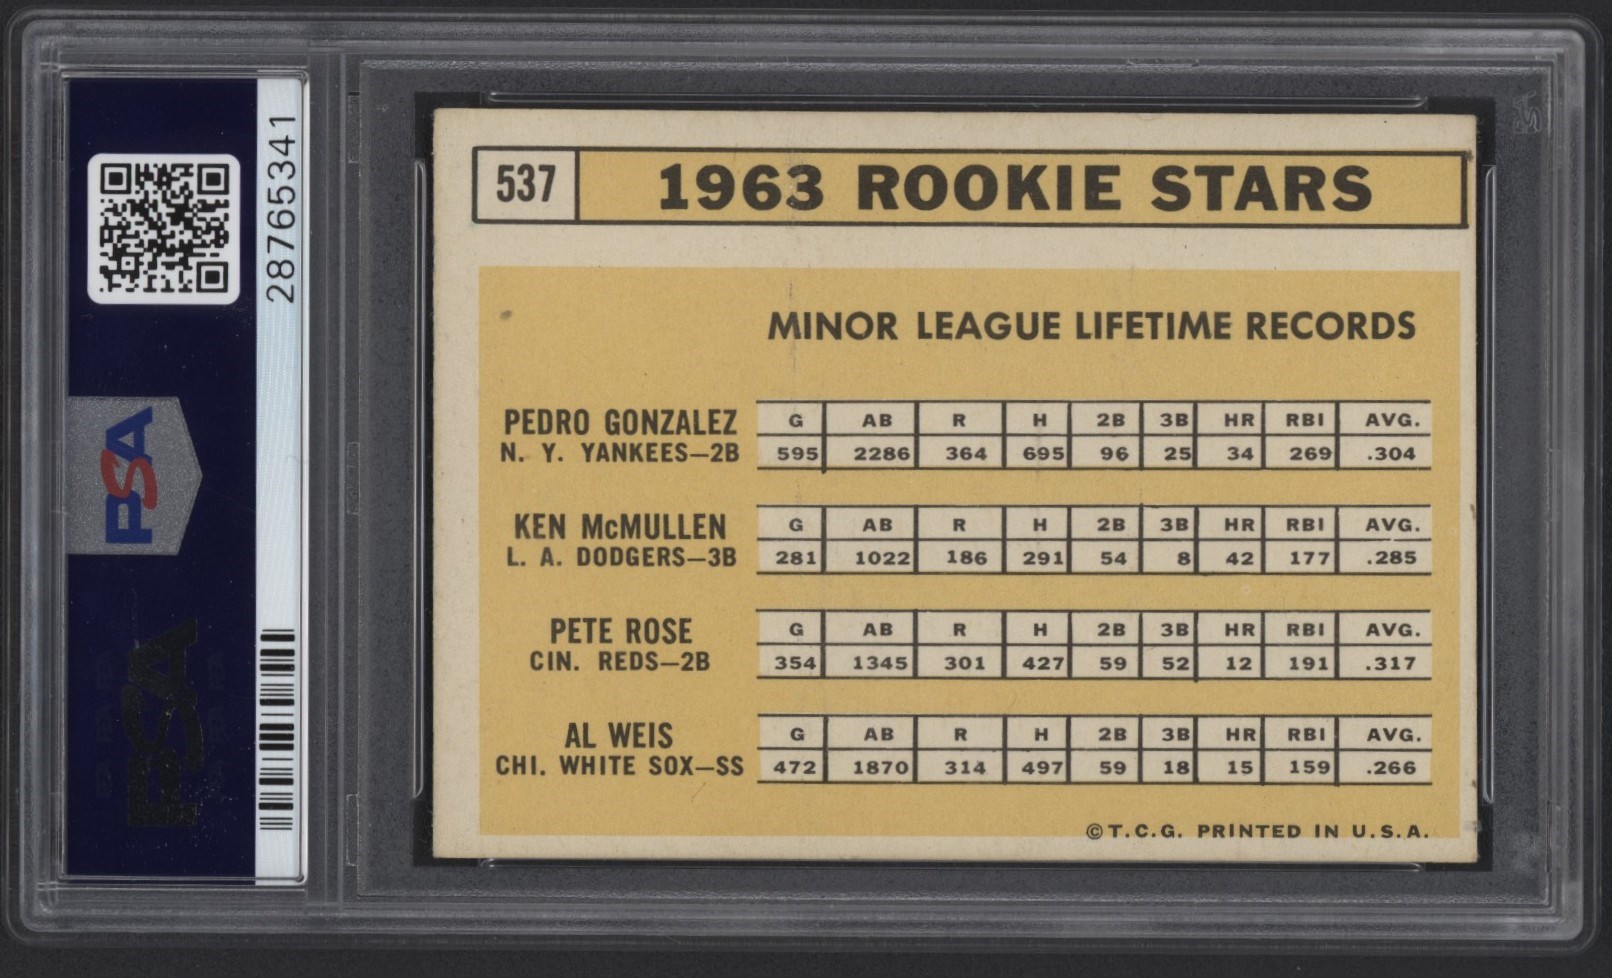 28765341
PSA
PSA
537 1963 ROOKIE STARS
MINOR LEAGUE LIFETIME RECORDS
PEDRO GONZALEZ G AB R H 2B 3B HR RBI AVG.
N. Y. YANKEES—2B 595 2286 364 695 96 25 34 269 .304
KEN McMULLEN G AB R H 2B 3B HR RBI AVG.
L. A. DODGERS—3B 281 1022 186 291 54 8 42 177 .285
PETE ROSE G AB R H 2B 3B HR RBI AVG.
CIN. REDS—2B 354 1345 301 427 59 52 12 191 .317
AL WEIS G AB R H 2B 3B HR RBI AVG.
CHI. WHITE SOX—SS 472 1870 314 497 59 18 15 159 .266
©T.C.G. PRINTED IN U.S.A.
PSA